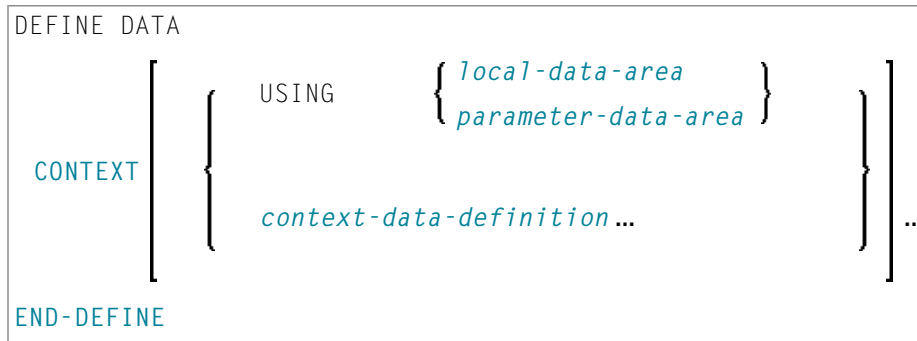 DEFINE DATA
USING local-data-area
parameter-data-area
CONTEXT
context-data-definition...
..
END-DEFINE